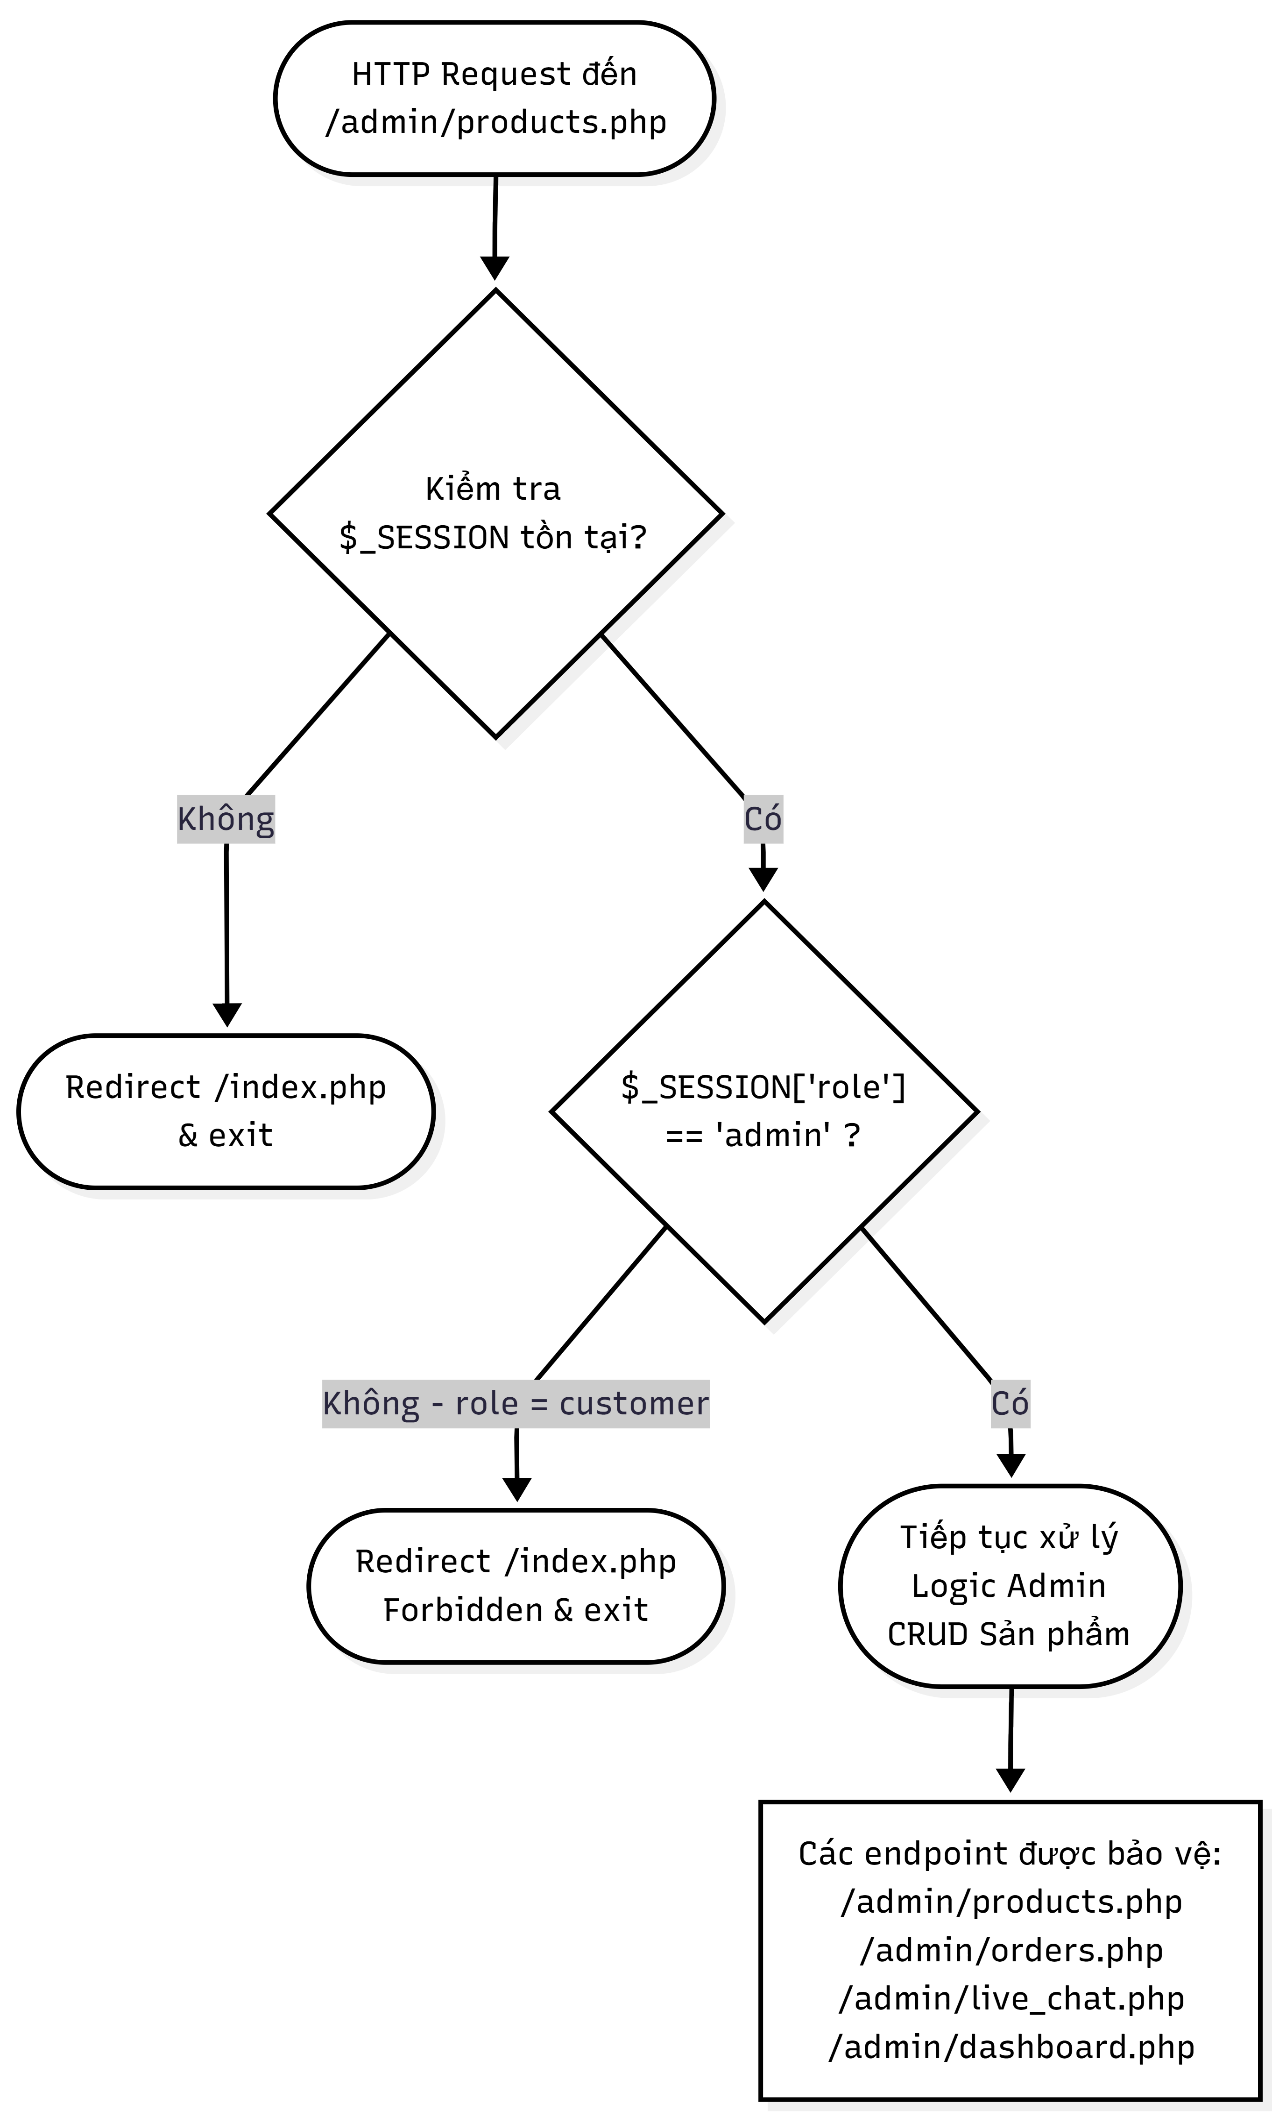 HTTP Request đến
/admin/products.php
Kiểm tra
$_SESSION tồn tại?
Không
Có
Redirect /index.php
& exit
$_SESSION['role']
== 'admin' ?
Không - role = customer
Có
Redirect /index.php
Forbidden & exit
Tiếp tục xử lý
Logic Admin
CRUD Sản phẩm
Các endpoint được bảo vệ:
/admin/products.php
/admin/orders.php
/admin/live_chat.php
/admin/dashboard.php